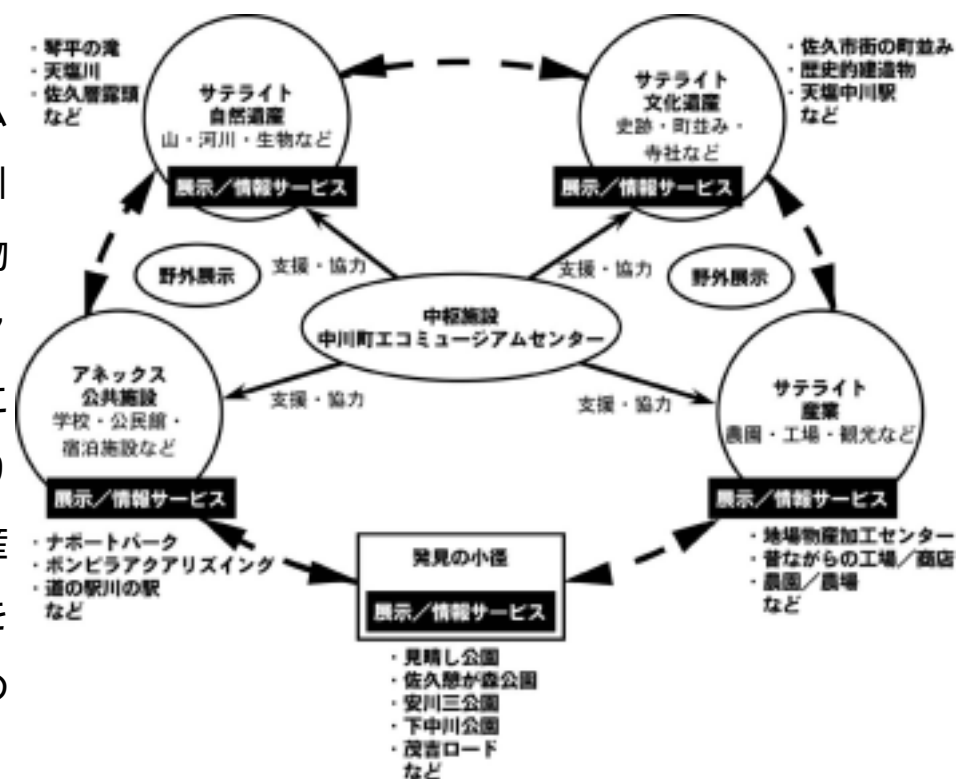 ・琴平の滝
・天塩川
・佐久層露頭
など
サテライト
自然遺産
山・河川・生物など
展示／情報サービス
サテライト
文化遺産
史跡・町並み・
寺社など
展示／情報サービス
・佐久市街の町並み
・歴史的建造物
・天塩中川駅
など
野外展示
支援・協力
支援・協力
野外展示
中枢施設
中川町エコミュージアムセンター
支援・協力
支援・協力
アネックス
公共施設
学校・公民館・
宿泊施設など
展示／情報サービス
・ナポートパーク
・ポンピラアクアリズイング
・道の駅川の駅
など
サテライト
産業
農園・工場・観光など
展示／情報サービス
・地場物産加工センター
・昔ながらの工場／商店
・農園／農場
など
発見の小径
展示／情報サービス
・見晴し公園
・佐久憩が森公園
・安川三公園
・下中川公園
・茂吉ロード
など